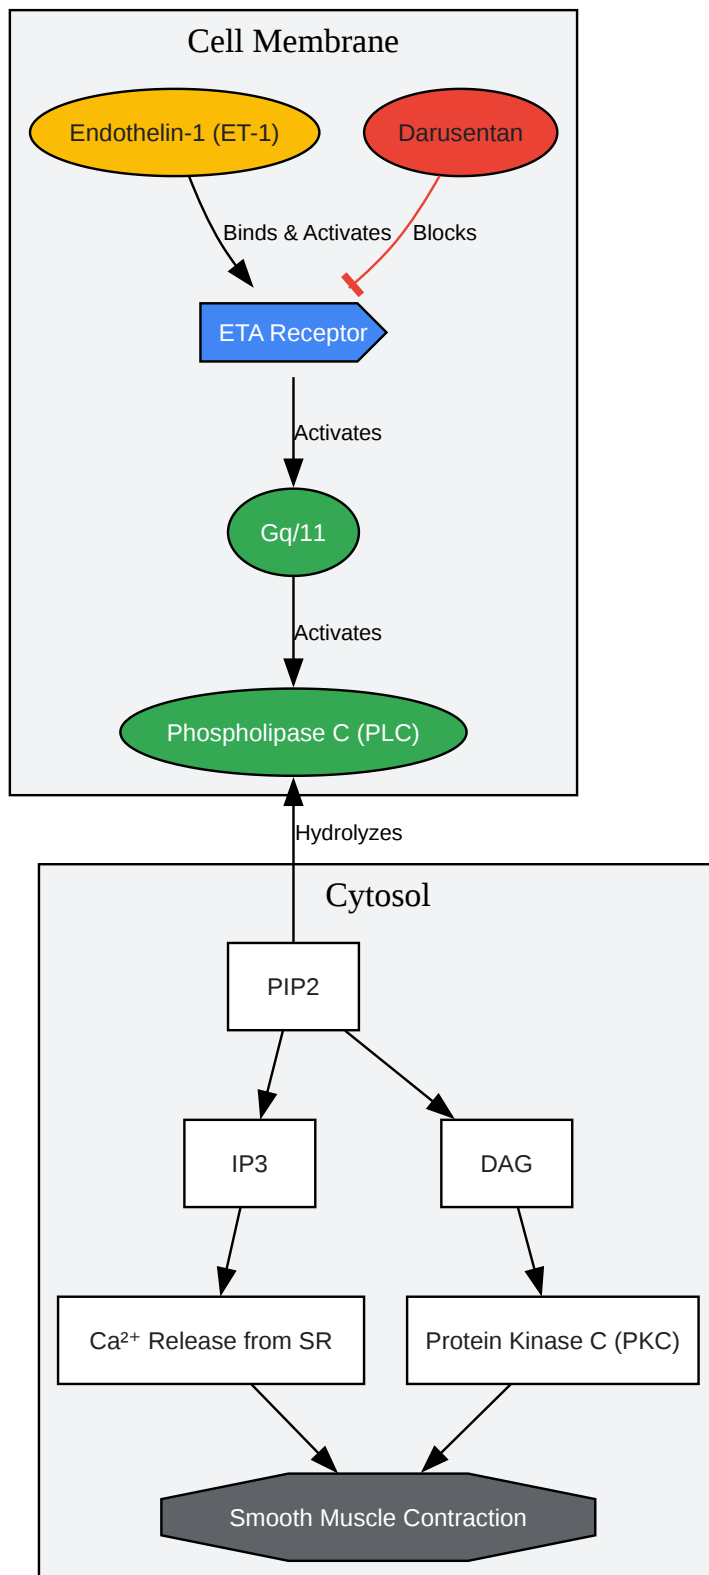 Cell Membrane
Endothelin-1 (ET-1)
Darusentan
Binds & Activates
Blocks
ETA Receptor
Activates
Gq/11
Activates
Phospholipase C (PLC)
Hydrolyzes
Cytosol
PIP2
IP3
DAG
Ca²⁺ Release from SR
Protein Kinase C (PKC)
Smooth Muscle Contraction